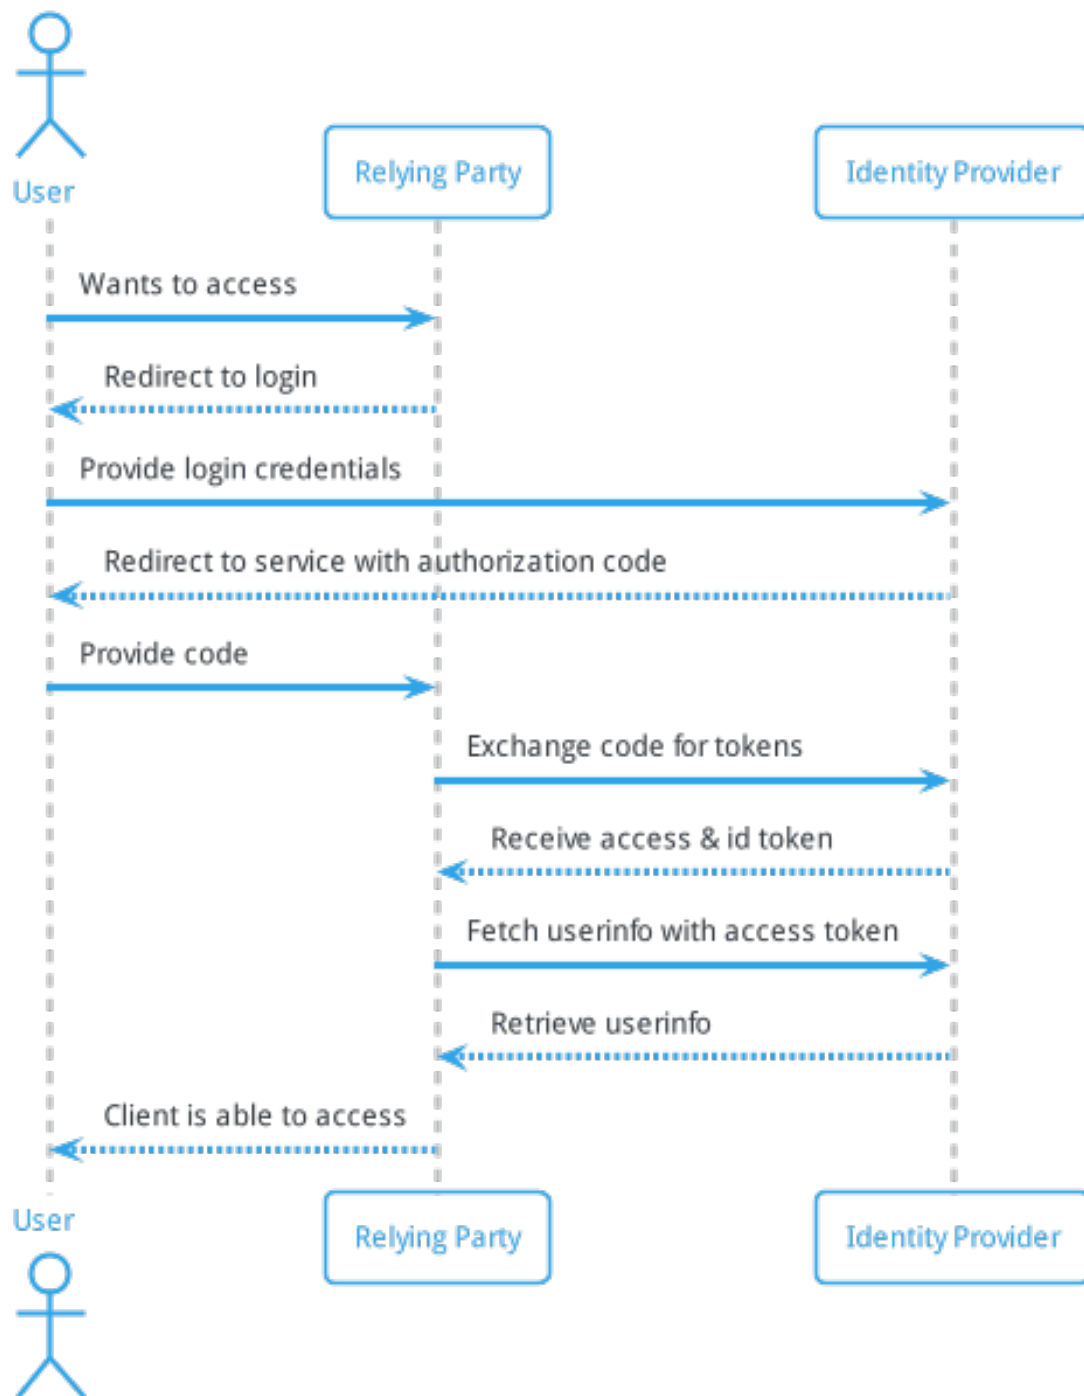 User
Relying Party
Identity Provider
Wants to access
Redirect to login
Provide login credentials
Redirect to service with authorization code
Provide code
Exchange code for tokens
Receive access & id token
Fetch userinfo with access token
Retrieve userinfo
Client is able to access
User
Relying Party
Identity Provider